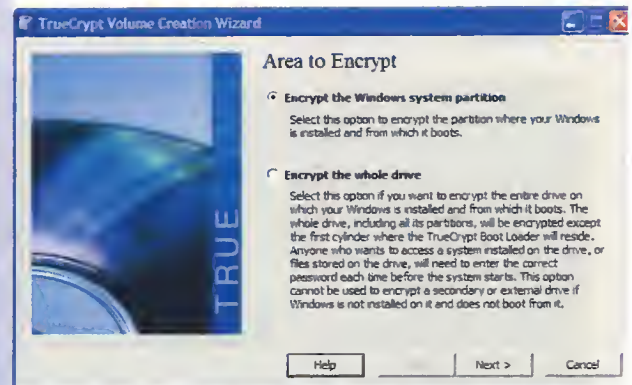 TrueCrypt Volume Creation Wizard
Area to Encrypt
Encrypt the Windows system partition
Select this option to encrypt the partition where your Windows
is installed and from which it boots.
Encrypt the whole drive
Select this option if you want to encrypt the entire drive on
which your Windows is installed and from which it boots. The
whole drive, including all its partitions, will be encrypted except
the first cylinder where the TrueCrypt Boot Loader will reside.
Anyone who wants to access a system installed on the drive, or
files stored on the drive, will need to enter the correct
password each time before the system starts. This option
cannot be used to encrypt a secondary or external drive if
Windows is not installed on it and does not boot from it.
TRUE
Help
Next >
Cancel